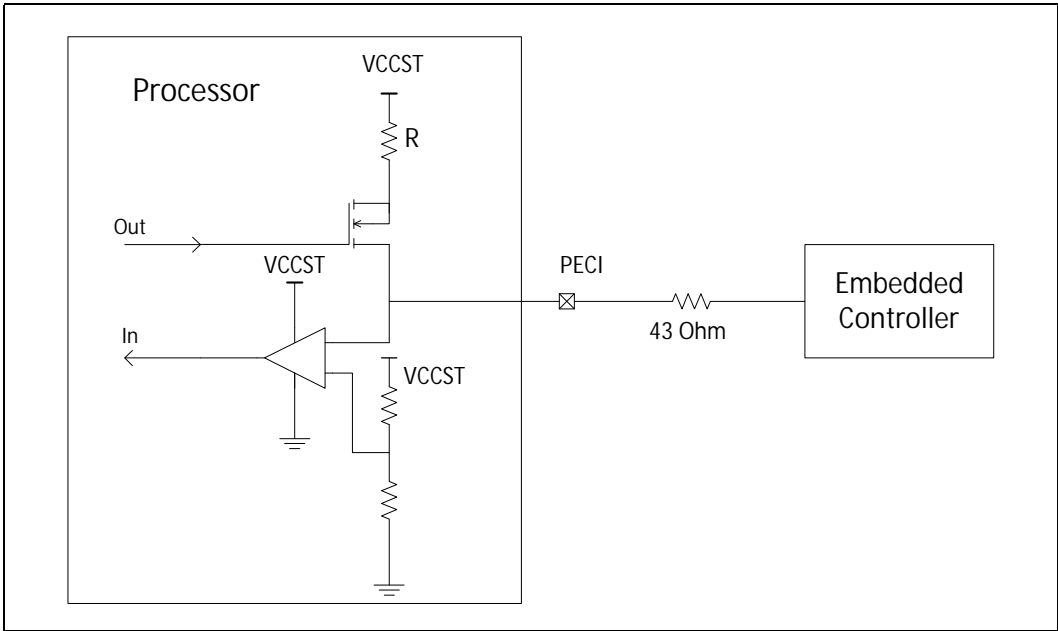 VCCST
Processor
R
Out
VCCST
PECI
Embedded
Controller
In
43 Ohm
VCCST